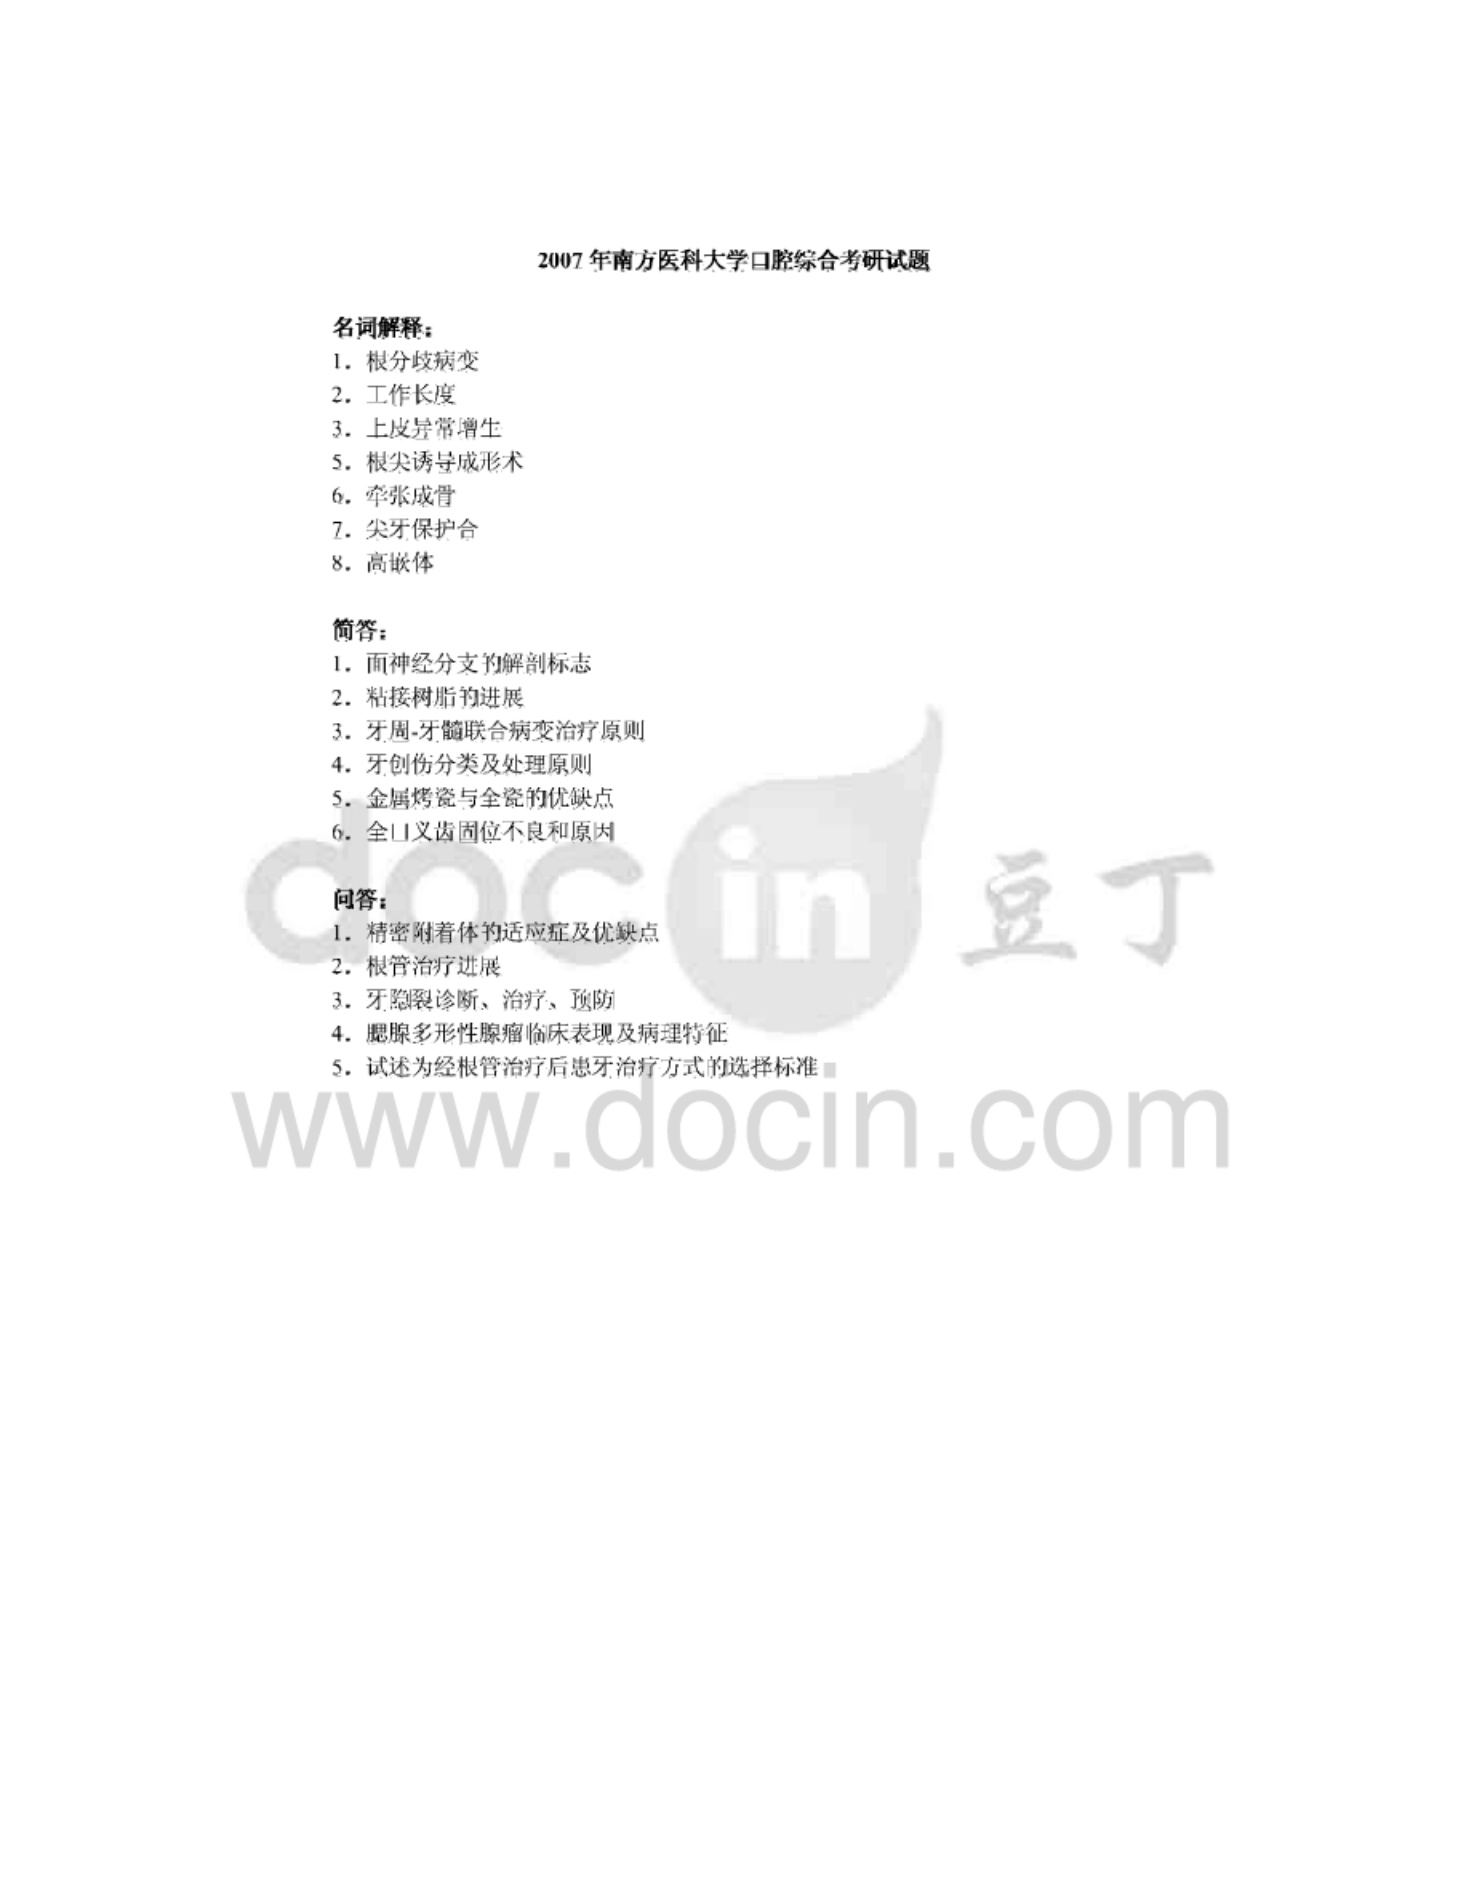 2007 年南方医科大学口腔综合考研试题
名词解释：
1．根分歧病变
2．工作长度
3．上皮异常增生
5．根尖诱导成形术
6．牵张成骨
7．尖牙保护合
8．高嵌体
简答：
1．面神经分支的解剖标志
2．粘接树脂的进展
3．牙周-牙髓联合病变治疗原则
4．牙创伤分类及处理原则
5．金属烤瓷与全瓷的优缺点
6．全口义齿固位不良和原因
问答：
1．精密附着体的适应症及优缺点
2．根管治疗进展
3．牙隐裂诊断、治疗、预防
4．腮腺多形性腺瘤临床表现及病理特征
5．试述为经根管治疗后患牙治疗方式的选择标准
docin 豆丁
www.docin.com